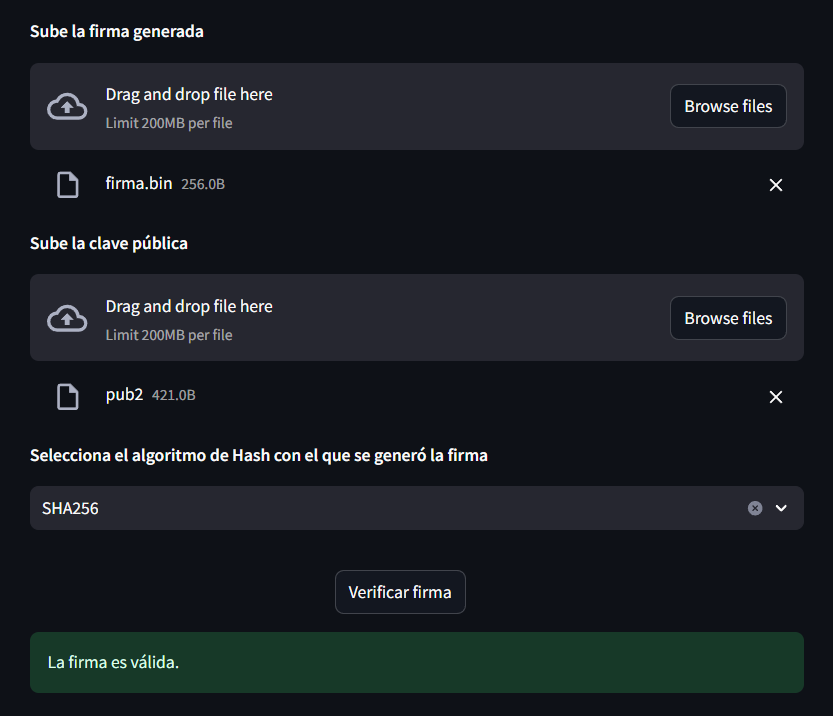 Sube la firma generada
Drag and drop file here
Limit 200MB per file
Browse files
firma.bin 256.0B
Sube la clave pública
Drag and drop file here
Limit 200MB per file
Browse files
pub2 421.0B
Selecciona el algoritmo de Hash con el que se generó la firma
SHA256
Verificar firma
La firma es válida.